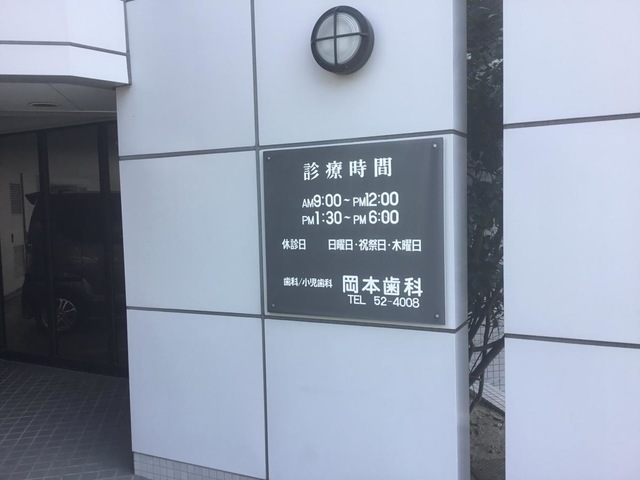 診療時間
AM9:00~PM12:00
PM1:30~PM6:00
休診日 日曜日・祝祭日・木曜日
歯科/小児歯科 岡本歯科
TEL 52-4008